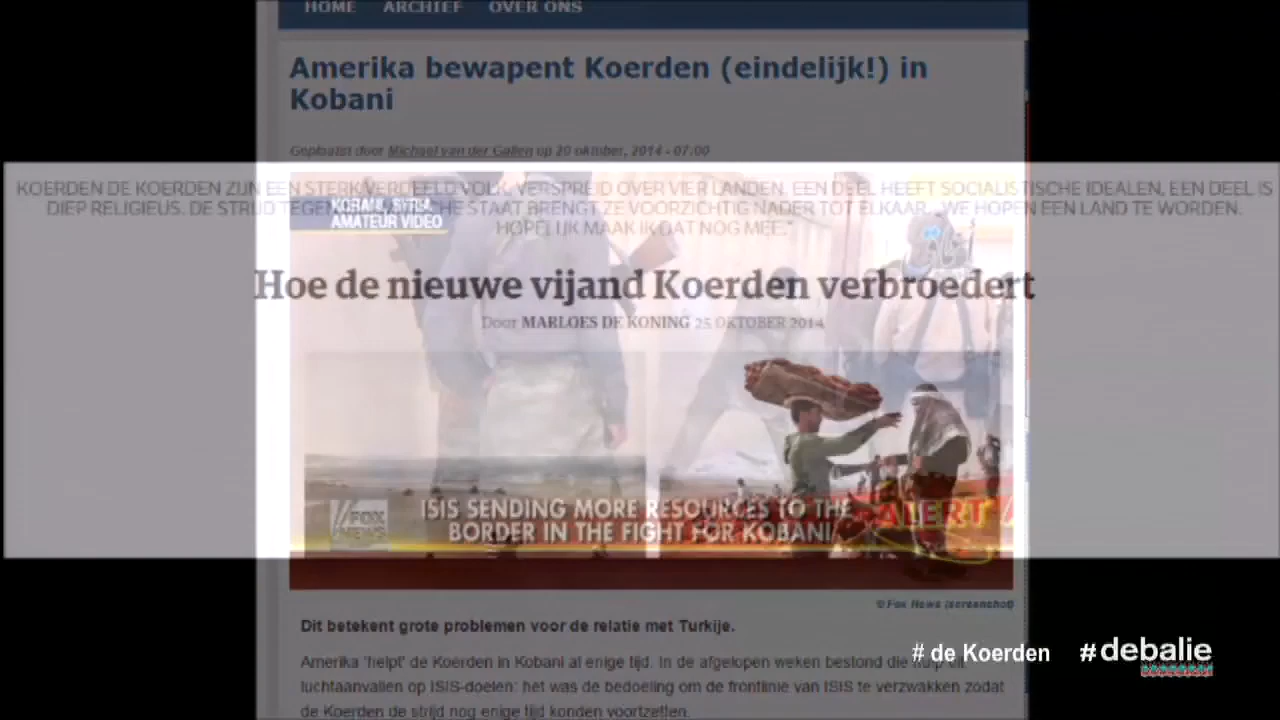 HOME ARCHIEF OVER ONS
Amerika bewapent Koerden (eindelijk!) in
Kobani
Geplaatst door Michael van der Galien op 20 oktober, 2014 - 07:00
KOERDEN DE KOERDEN ZIJN EEN STERK VERDEELD VOLK, VERSPREID OVER VIER LANDEN. EEN DEEL HEEFT SOCIALISTISCHE IDEALEN, EEN DEEL IS
DIEP RELIGIEUS. DE STRIJD TEGEN STAAT BRENGT ZE VOORZICHTIG NADER TOT ELKAAR. „WE HOPEN EEN LAND TE WORDEN.
HOPELIJK MAAK IK DAT NOG MEE.”
KOBANI, SYRIA
AMATEUR VIDEO
Hoe de nieuwe vijand Koerden verbroedert
Door MARLOES DE KONING 25 OKTOBER 2014
FOX
NEWS
ISIS SENDING MORE RESOURCES TO THE
BORDER IN THE FIGHT FOR KOBANI
ALERT
© Fox News (screenshot)
Dit betekent grote problemen voor de relatie met Turkije.
Amerika 'helpt' de Koerden in Kobani al enige tijd. In de afgelopen weken bestond die hulp uit
luchtaanvallen op ISIS-doelen: het was de bedoeling om de frontlinie van ISIS te verzwakken zodat
de Koerden de strijd nog enige tijd konden voortzetten.
# de Koerden #debalie